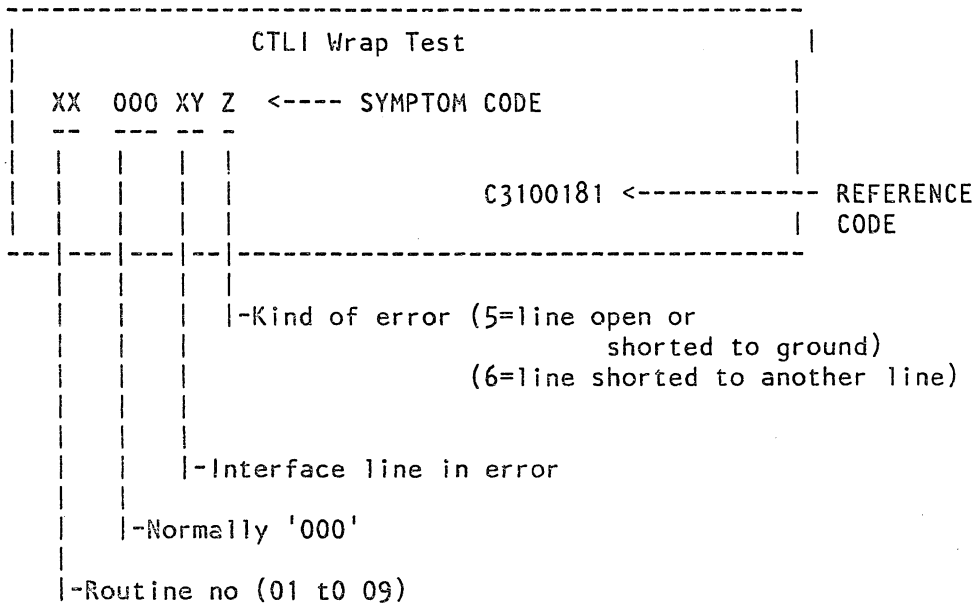 CTLI Wrap Test
XX 000 XY Z <---- SYMPTOM CODE
C3100181 <------------ REFERENCE
CODE
|-Kind of error (5=line open or
shorted to ground)
(6=line shorted to another line)
|-Interface line in error
|-Normally '000'
|-Routine no (01 t0 09)